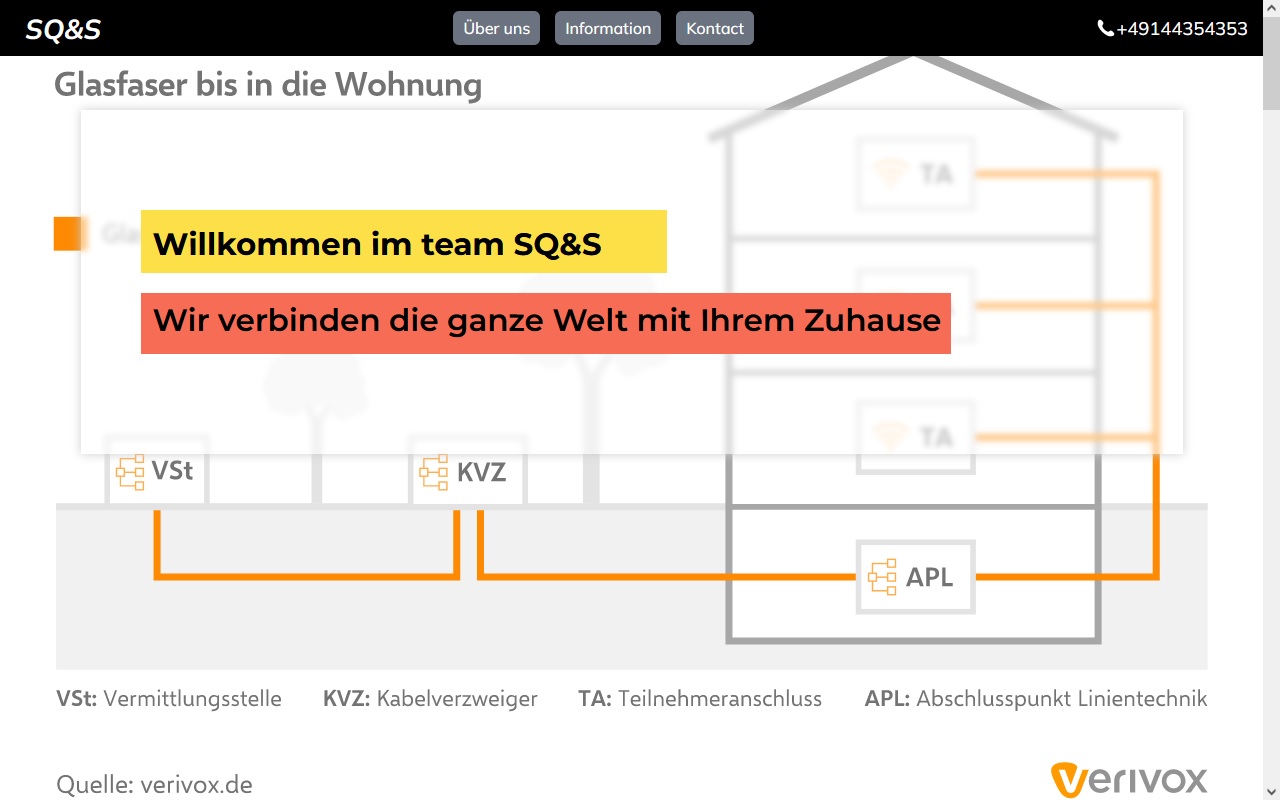 SQ&S
Über uns
Information
Kontact
+49144354353
Glasfaser bis in die Wohnung
TA
Glas
Willkommen im team SQ&S
Wir verbinden die ganze Welt mit Ihrem Zuhause
TA
VSt
KVZ
APL
VSt: Vermittlungsstelle
KVZ: Kabelverzweiger
TA: Teilnehmeranschluss
APL: Abschlusspunkt Linientechnik
Quelle: verivox.de
verivox